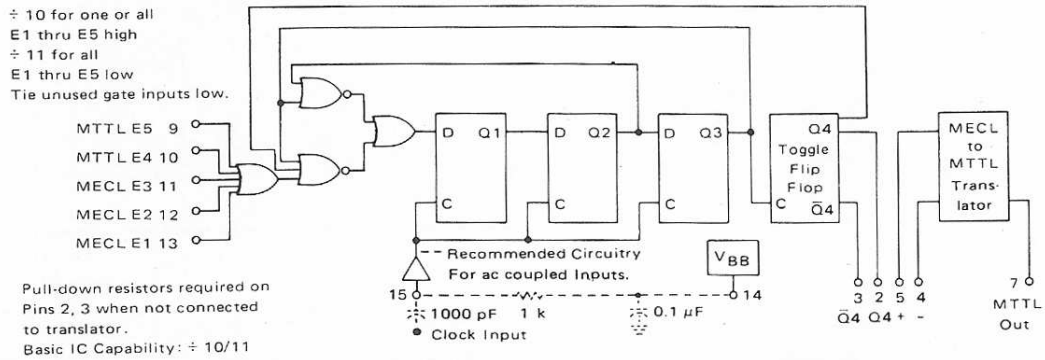 ÷ 10 for one or all
E1 thru E5 high
÷ 11 for all
E1 thru E5 low
Tie unused gate inputs low.
MTTL E5 9
MTTL E4 10
MECL E3 11
MECL E2 12
MECL E1 13
D Q1
C
D Q2
C
D Q3
C
Q4
Toggle
Flip
Flop
C Q̅4
MECL
to
MTTL
Trans-
lator
Recommended Circuitry
For ac coupled Inputs.
VBB
15
14
1000 pF 1 k
0.1 µF
Clock Input
3 2 5 4
Q̅4 Q4 + -
7
MTTL
Out
Pull-down resistors required on
Pins 2, 3 when not connected
to translator.
Basic IC Capability: ÷ 10/11